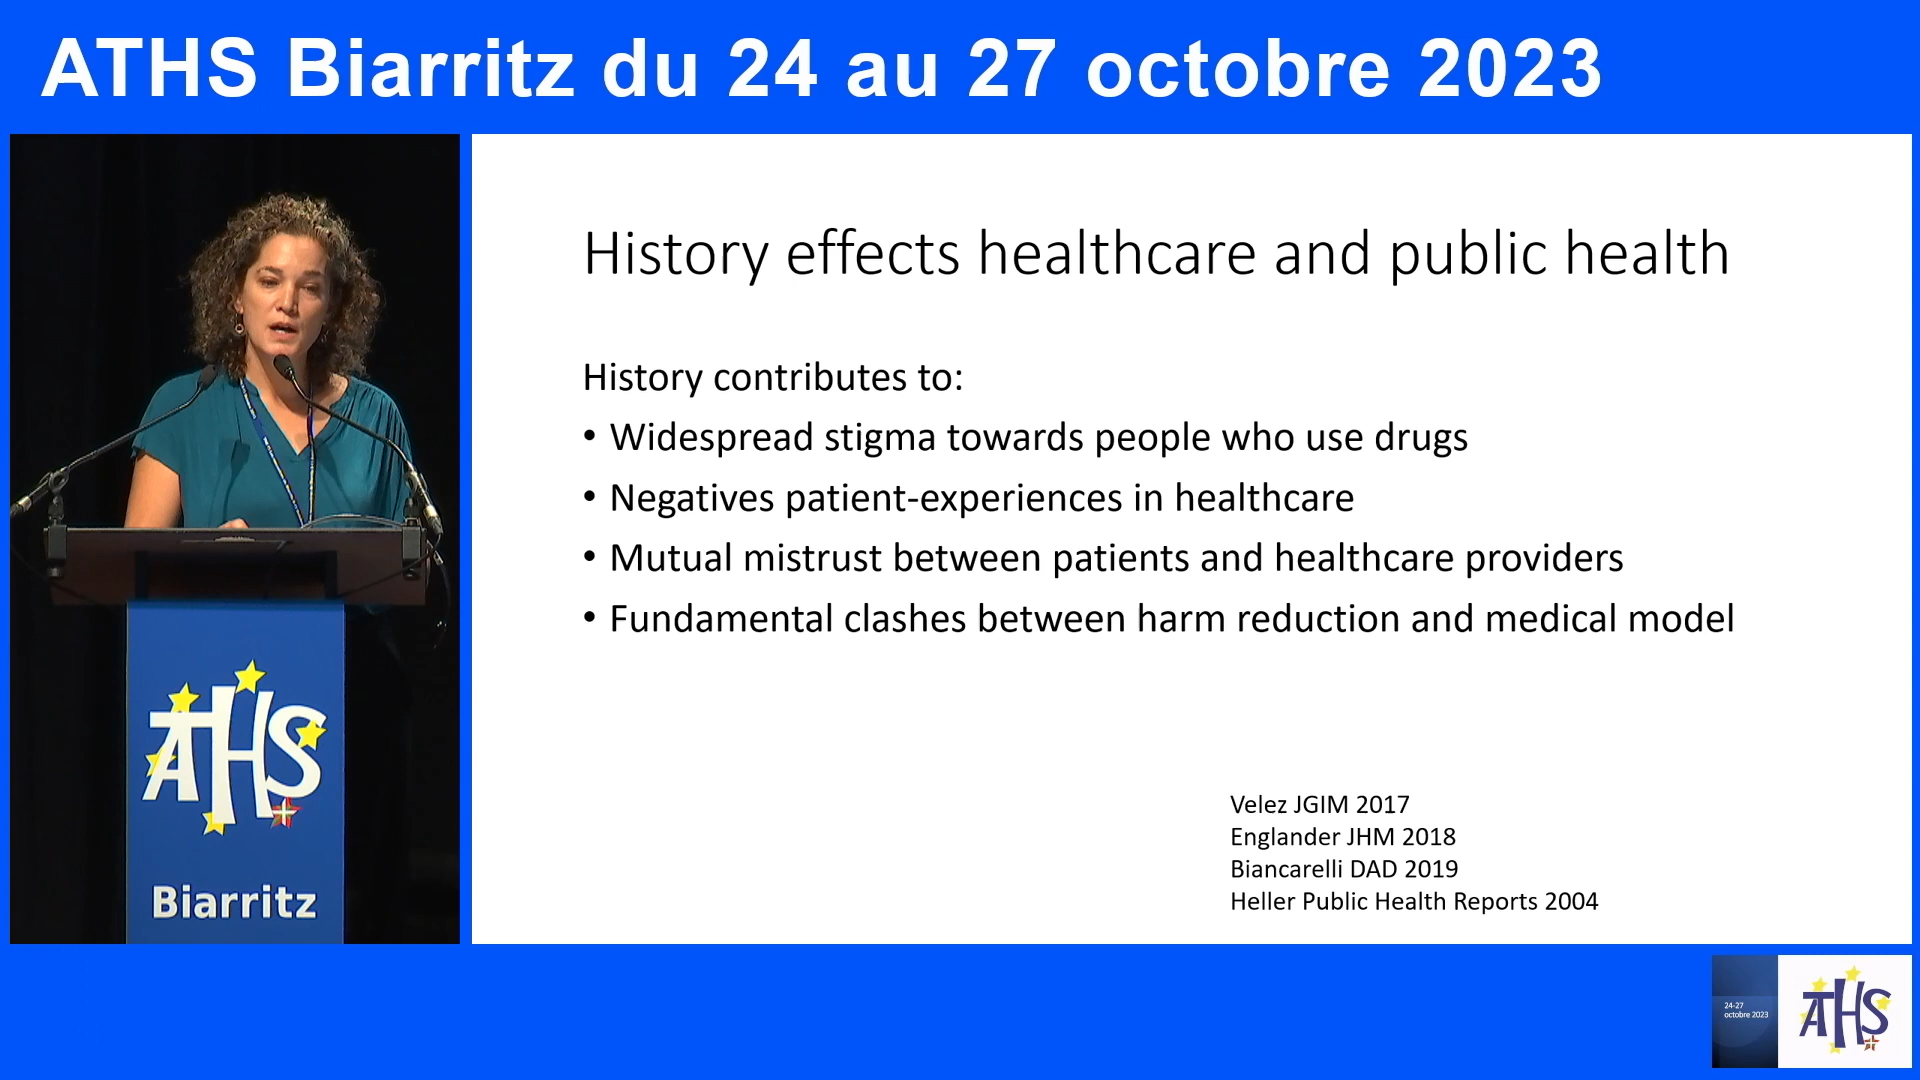 ATHS Biarritz du 24 au 27 octobre 2023
History effects healthcare and public health
History contributes to:
• Widespread stigma towards people who use drugs
• Negatives patient-experiences in healthcare
• Mutual mistrust between patients and healthcare providers
• Fundamental clashes between harm reduction and medical model
Velez JGIM 2017
Englander JHM 2018
Biancarelli DAD 2019
Heller Public Health Reports 2004
ATHS
Biarritz
24-27
octobre 2023
ATHS